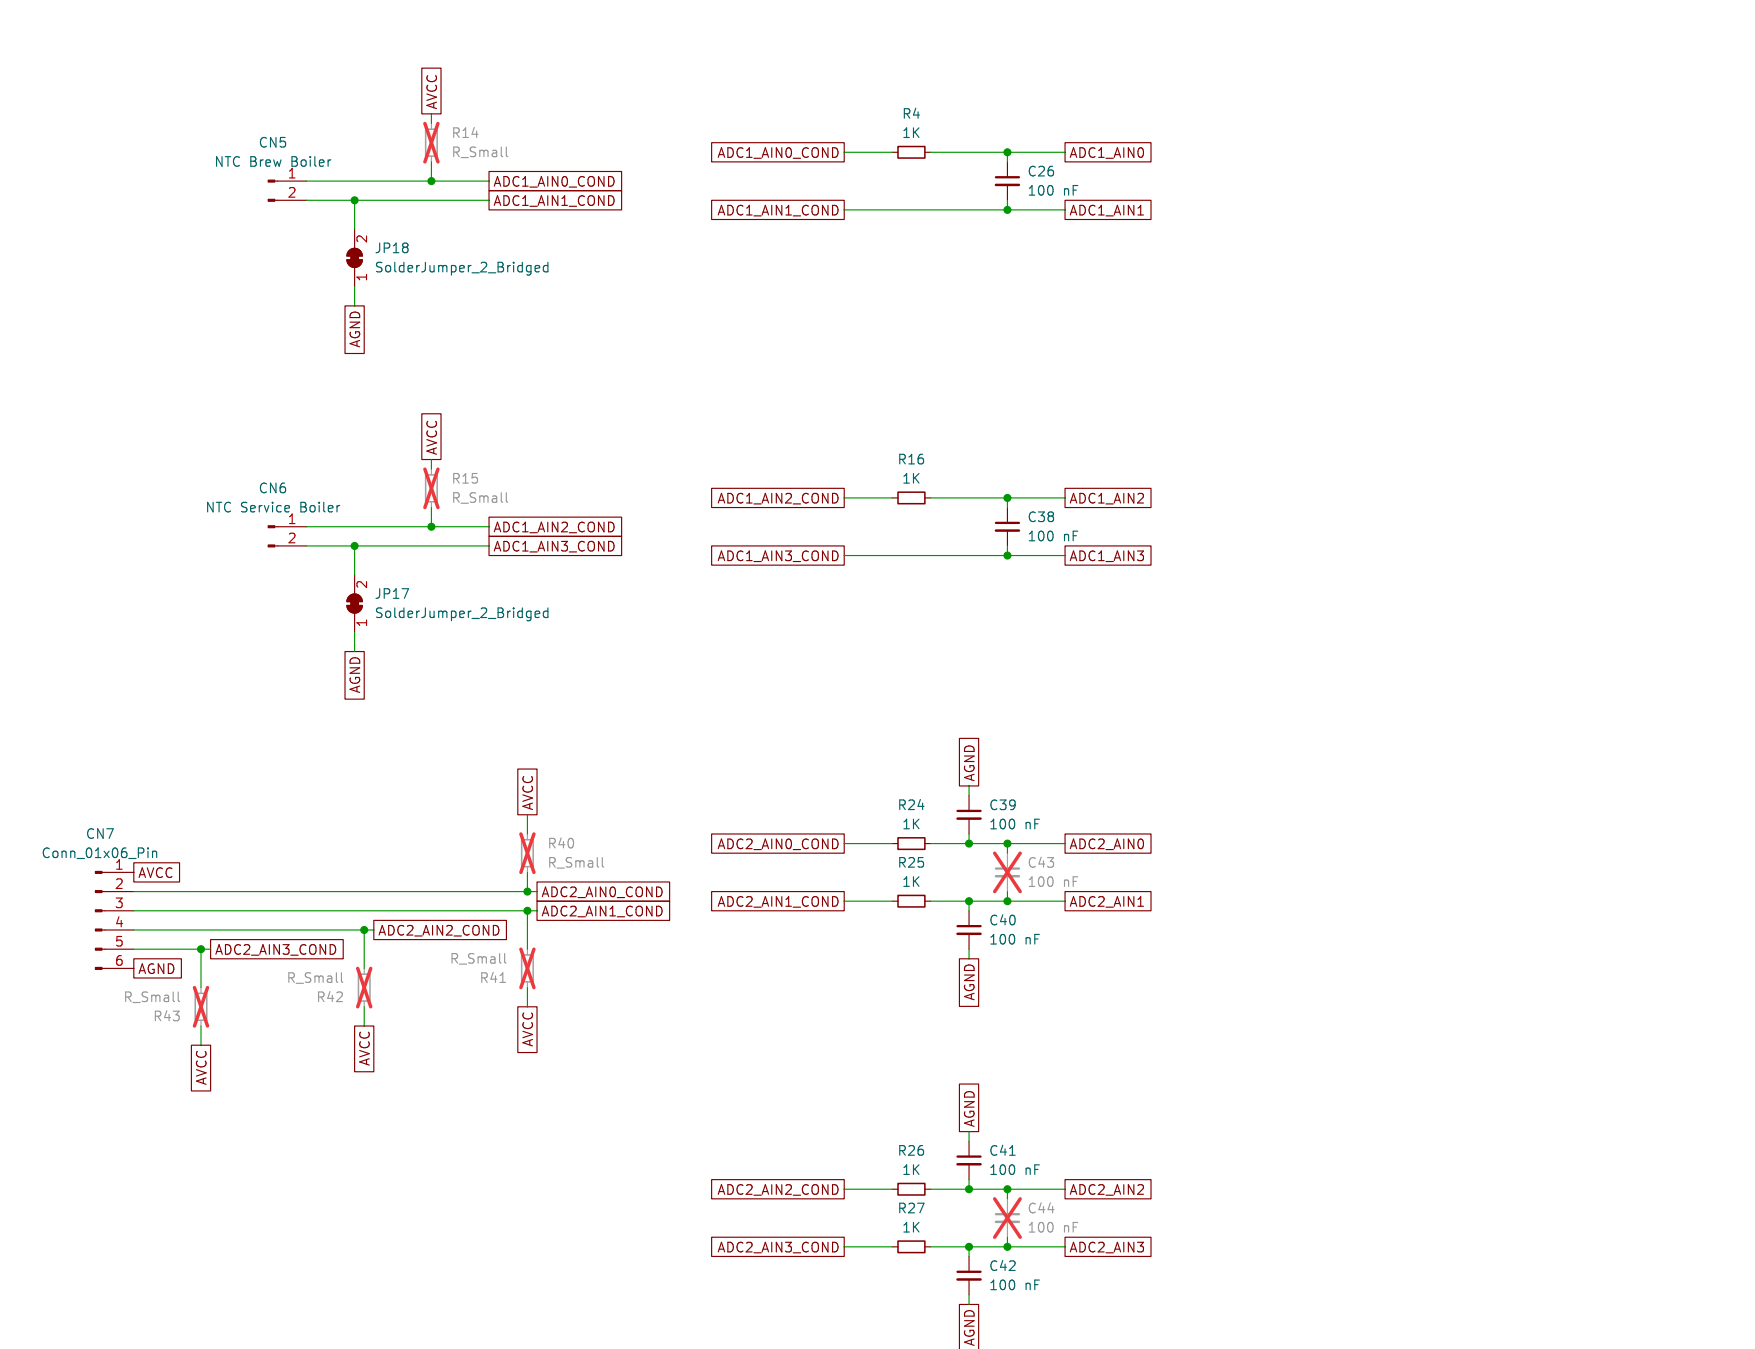 AVCC
R14
R_Small
CN5
NTC Brew Boiler
1
2
ADC1_AIN0_COND
ADC1_AIN1_COND
2
JP18
SolderJumper_2_Bridged
1
AGND
R4
1K
ADC1_AIN0_COND
ADC1_AIN0
C26
100 nF
ADC1_AIN1_COND
ADC1_AIN1
AVCC
R15
R_Small
CN6
NTC Service Boiler
1
2
ADC1_AIN2_COND
ADC1_AIN3_COND
2
JP17
SolderJumper_2_Bridged
1
AGND
R16
1K
ADC1_AIN2_COND
ADC1_AIN2
C38
100 nF
ADC1_AIN3_COND
ADC1_AIN3
AVCC
R40
R_Small
CN7
Conn_01x06_Pin
1
AVCC
2
ADC2_AIN0_COND
3
ADC2_AIN1_COND
4
ADC2_AIN2_COND
5
ADC2_AIN3_COND
6
AGND
R_Small
R41
R_Small
R42
R_Small
R43
AVCC
AVCC
AVCC
AGND
R24
1K
C39
100 nF
ADC2_AIN0_COND
ADC2_AIN0
R25
1K
C43
100 nF
ADC2_AIN1_COND
ADC2_AIN1
C40
100 nF
AGND
AGND
R26
1K
C41
100 nF
ADC2_AIN2_COND
ADC2_AIN2
R27
1K
C44
100 nF
ADC2_AIN3_COND
ADC2_AIN3
C42
100 nF
AGND